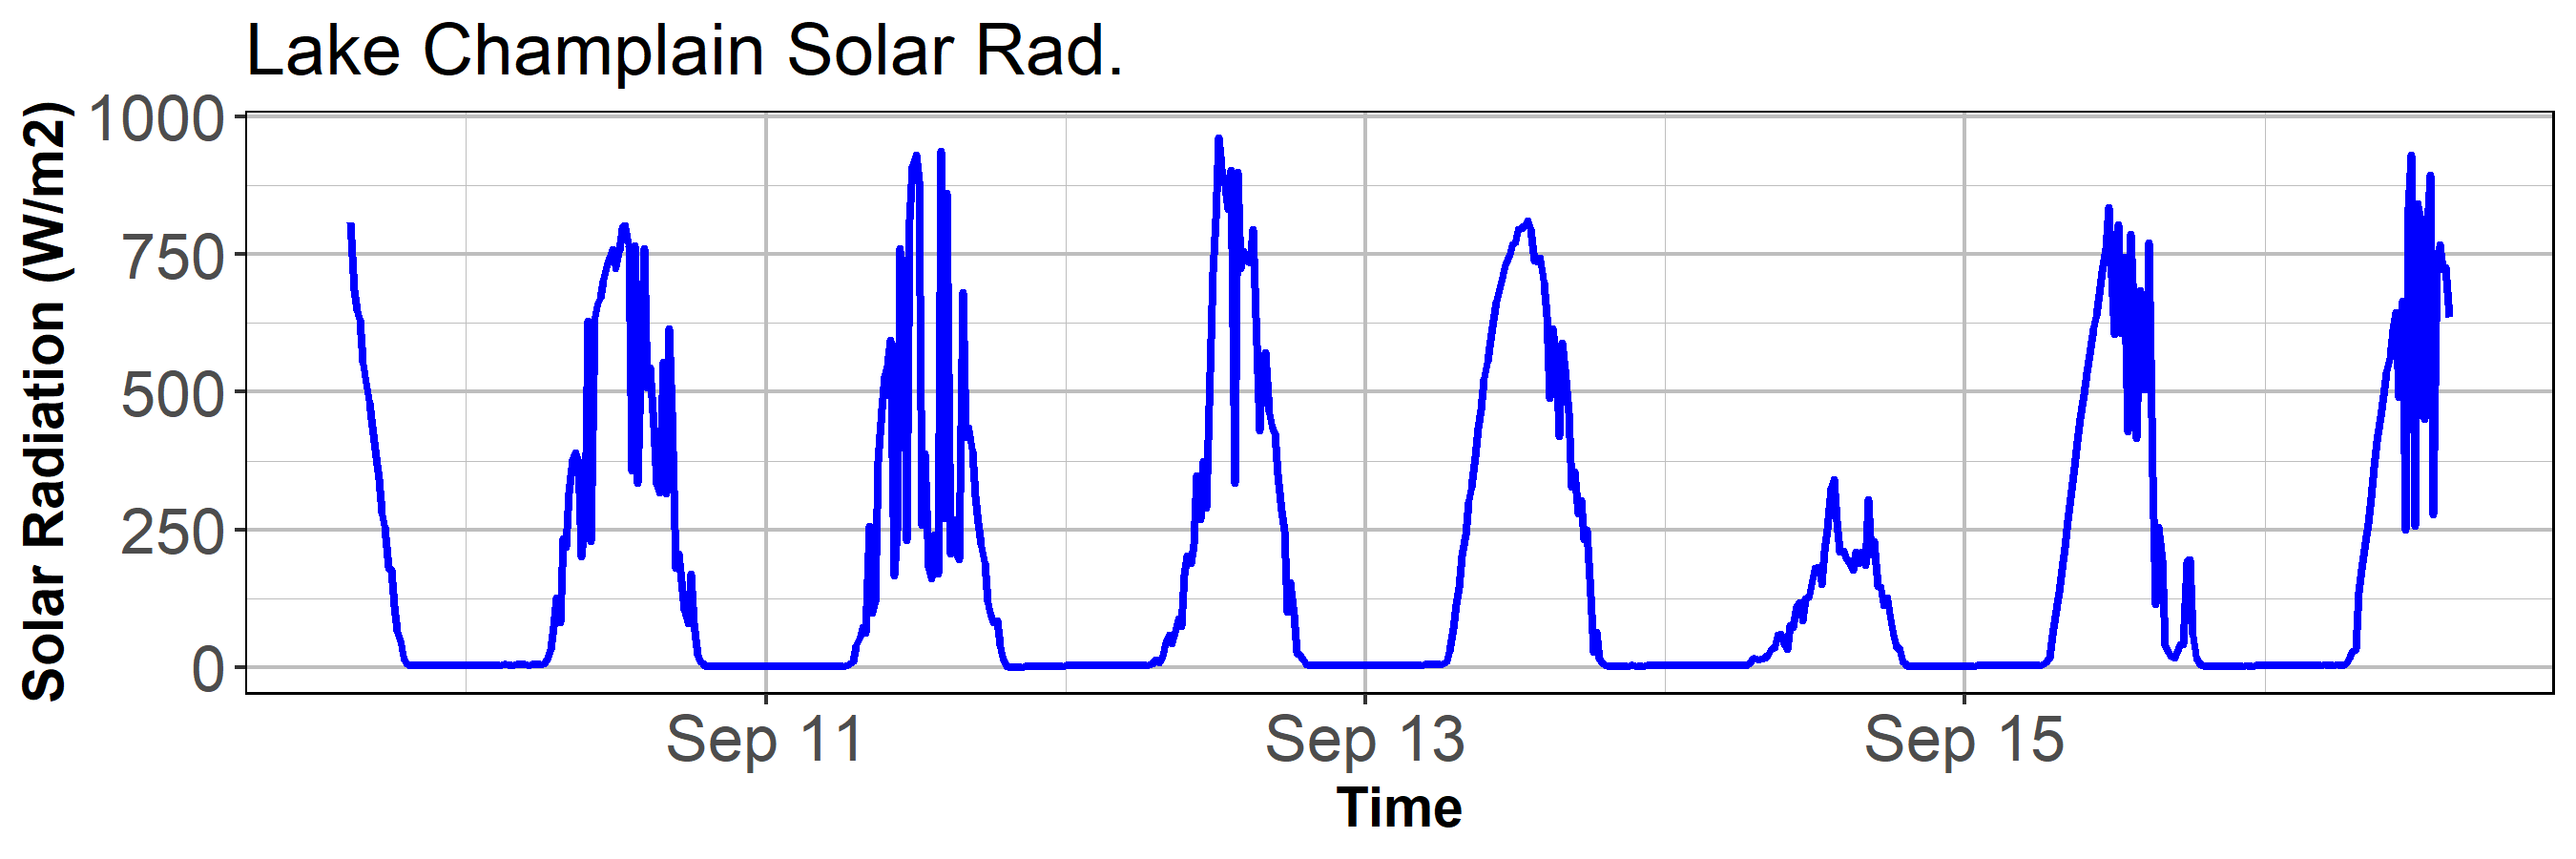 Lake Champlain Solar Rad.
Solar Radiation (W/m2)
1000
750
500
250
0
Sep 11
Sep 13
Sep 15
Time